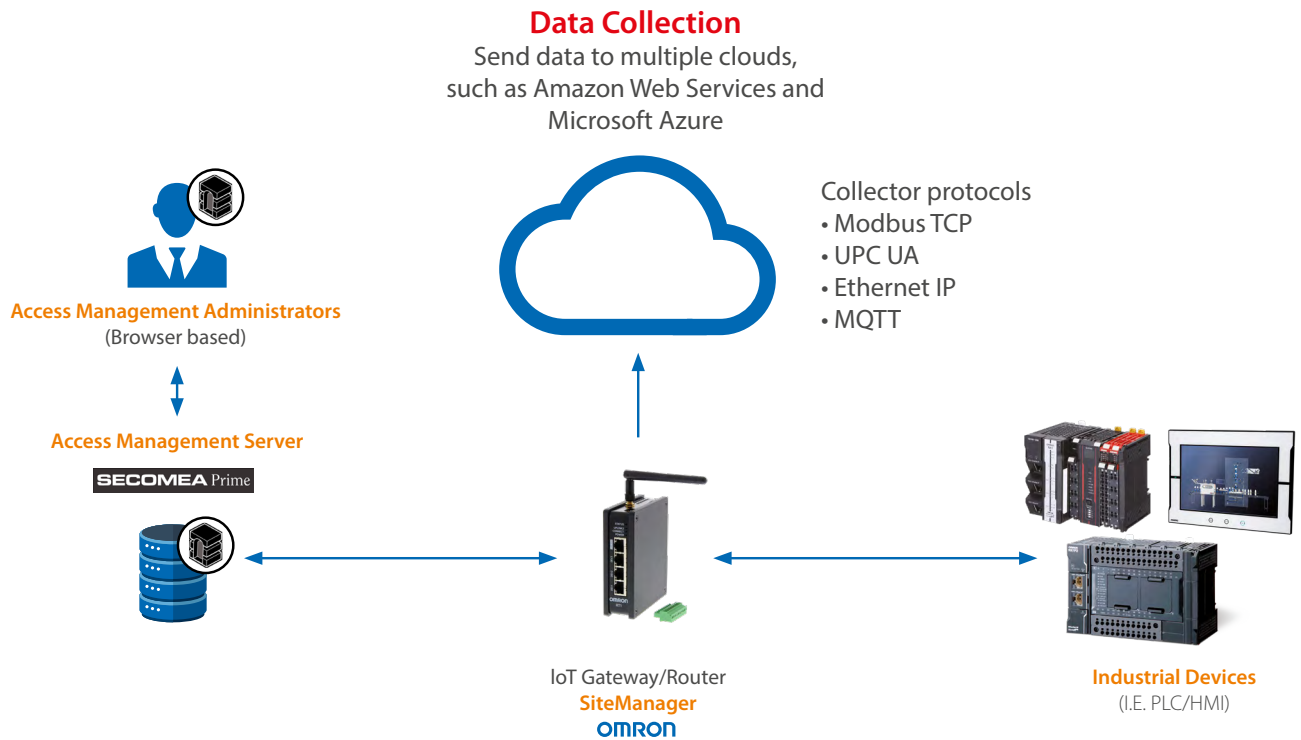 Data Collection
Send data to multiple clouds,
such as Amazon Web Services and
Microsoft Azure
Collector protocols
• Modbus TCP
• UPC UA
• Ethernet IP
• MQTT
Access Management Administrators
(Browser based)
Access Management Server
SECOMEA Prime
OMRON
IoT Gateway/Router
SiteManager
OMRON
Industrial Devices
(I.E. PLC/HMI)